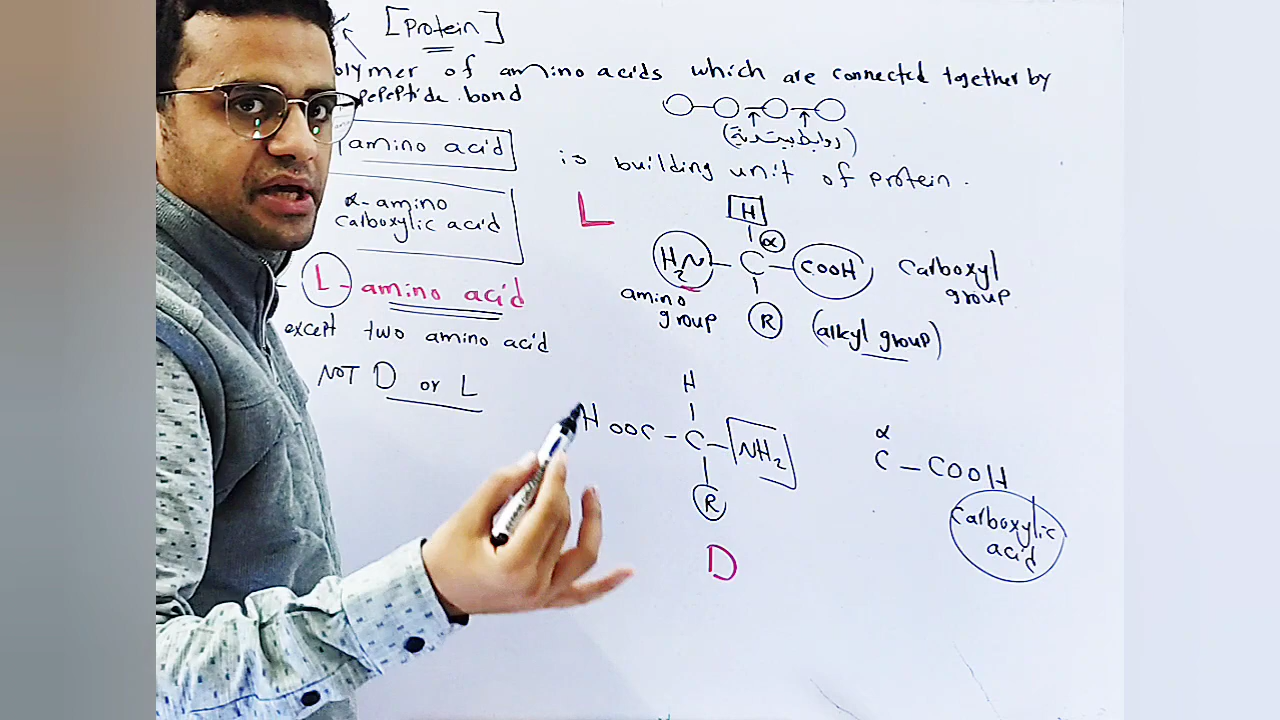 [Protein]
olymer of amino acids which are connected together by
pepeptide bond
(روابط ببتيدية)
amino acid
is building unit of protein.
α-amino
carboxylic acid
L
H
α
H2N - C - COOH
carboxyl
group
amino
group
R
(alkyl group)
L - amino acid
except two amino acid
NOT D or L
H
HOOC - C - NH2
R
D
α
C - COOH
carboxylic
acid